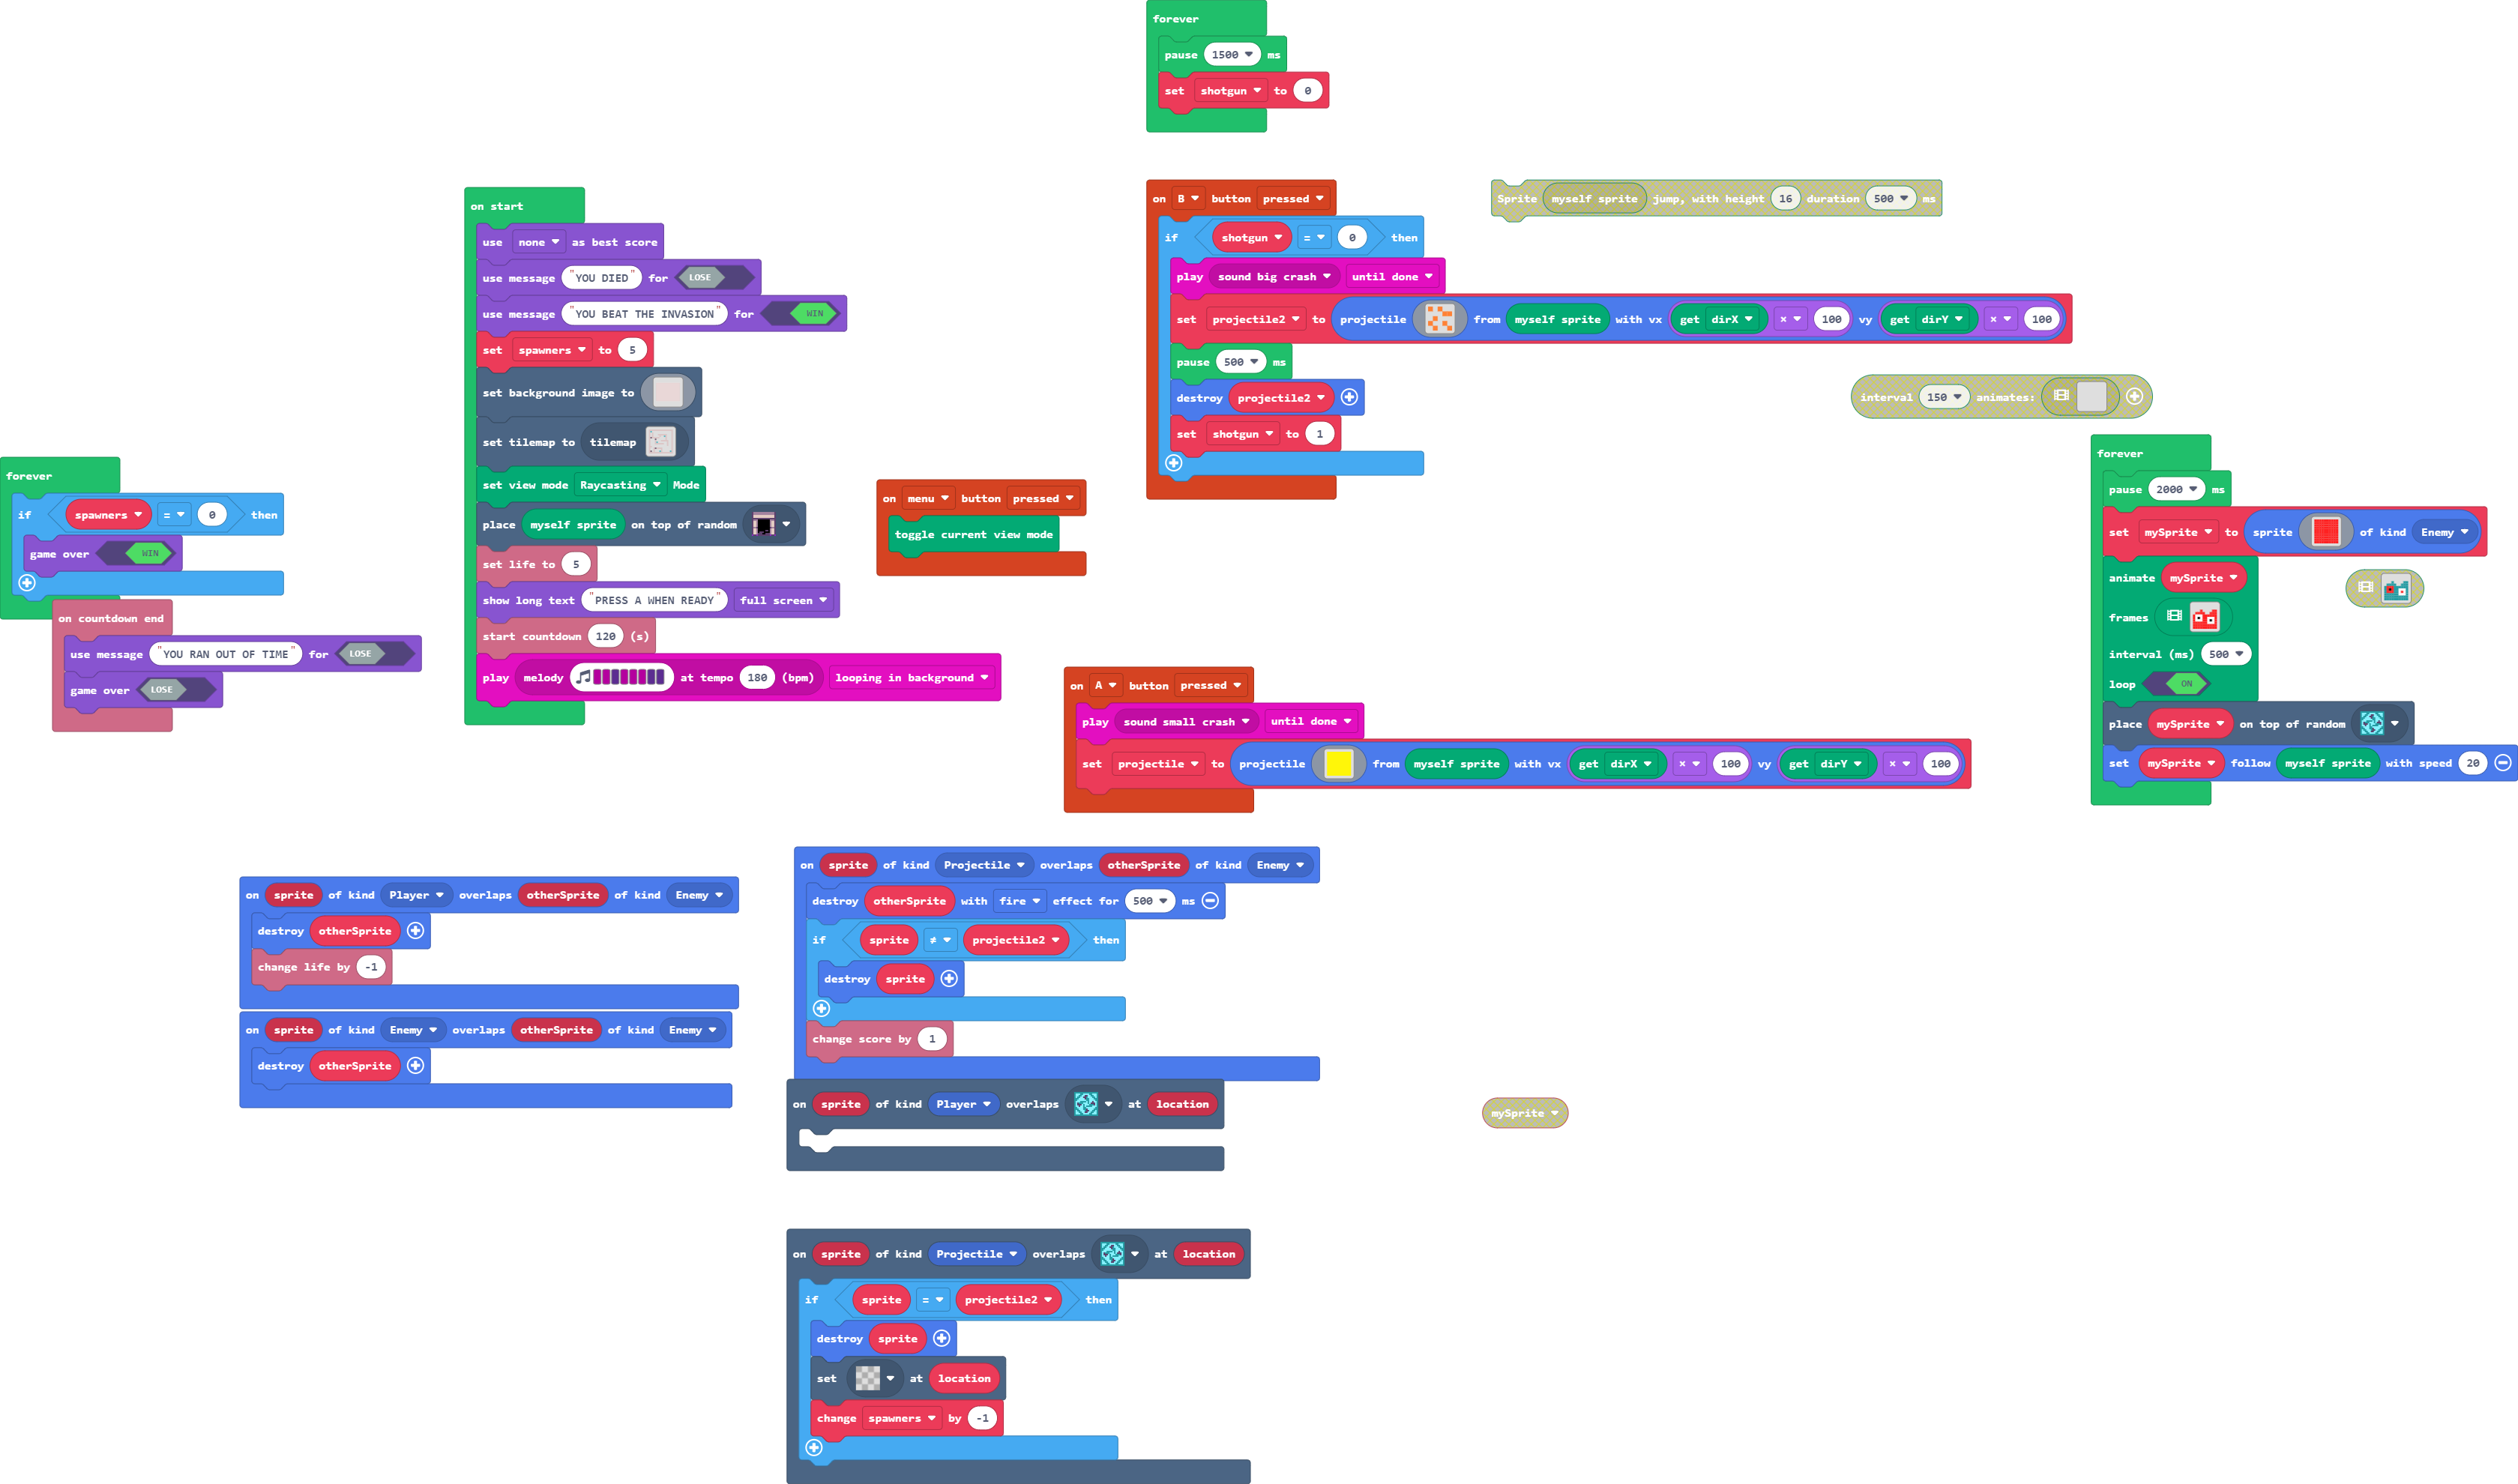 forever
pause 1500 ms
set shotgun to 0
on B button pressed
if shotgun = 0 then
play sound big crash until done
set projectile2 to projectile from myself sprite with vx get dirX × 100 vy get dirY × 100
pause 500 ms
destroy projectile2
set shotgun to 1
Sprite myself sprite jump, with height 16 duration 500 ms
interval 150 animates:
on start
use none as best score
use message "YOU DIED" for LOSE
use message "YOU BEAT THE INVASION" for WIN
set spawners to 5
set background image to
set tilemap to tilemap
set view mode Raycasting Mode
place myself sprite on top of random
set life to 5
show long text "PRESS A WHEN READY" full screen
start countdown 120 (s)
play melody at tempo 180 (bpm) looping in background
forever
if spawners = 0 then
game over WIN
on countdown end
use message "YOU RAN OUT OF TIME" for LOSE
game over LOSE
on menu button pressed
toggle current view mode
forever
pause 2000 ms
set mySprite to sprite of kind Enemy
animate mySprite
frames
interval (ms) 500
loop ON
place mySprite on top of random
set mySprite follow myself sprite with speed 20
on A button pressed
play sound small crash until done
set projectile to projectile from myself sprite with vx get dirX × 100 vy get dirY × 100
on sprite of kind Player overlaps otherSprite of kind Enemy
destroy otherSprite
change life by -1
on sprite of kind Enemy overlaps otherSprite of kind Enemy
destroy otherSprite
on sprite of kind Projectile overlaps otherSprite of kind Enemy
destroy otherSprite with fire effect for 500 ms
if sprite ≠ projectile2 then
destroy sprite
change score by 1
on sprite of kind Player overlaps at location
mySprite
on sprite of kind Projectile overlaps at location
if sprite = projectile2 then
destroy sprite
set at location
change spawners by -1